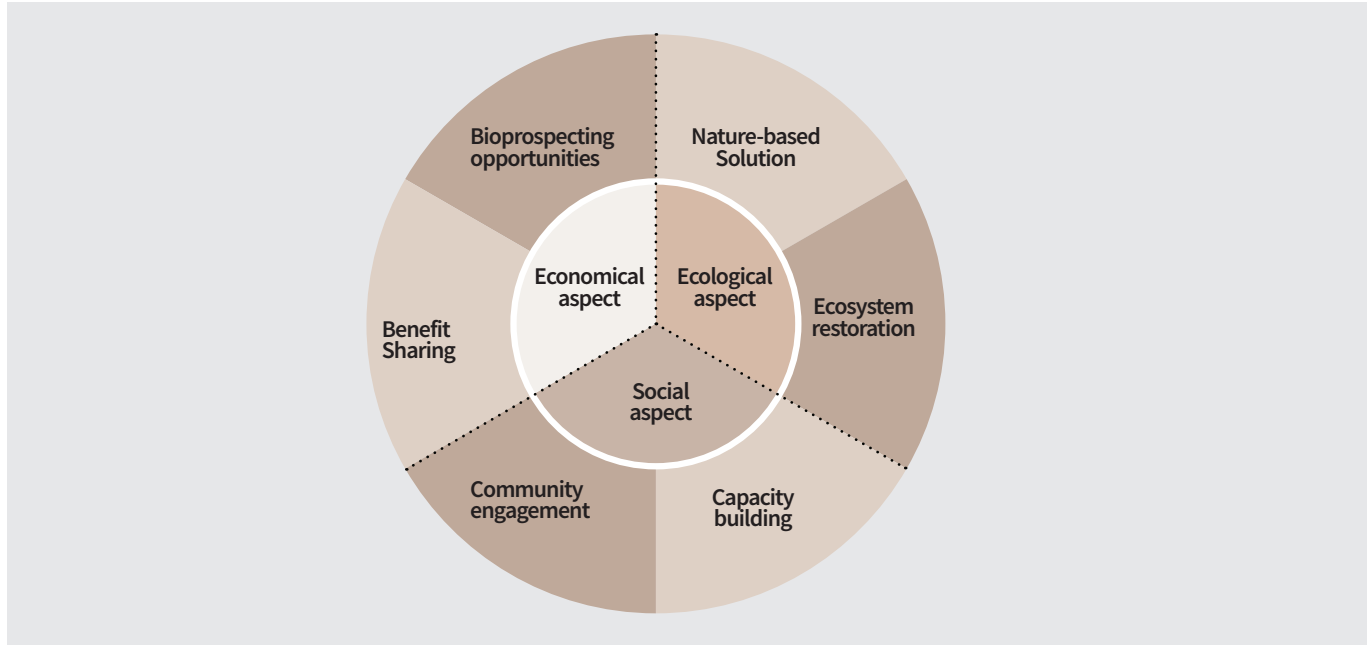 Bioprospecting
opportunities
Nature-based
Solution
Economical
aspect
Ecological
aspect
Ecosystem
restoration
Benefit
Sharing
Social
aspect
Community
engagement
Capacity
building